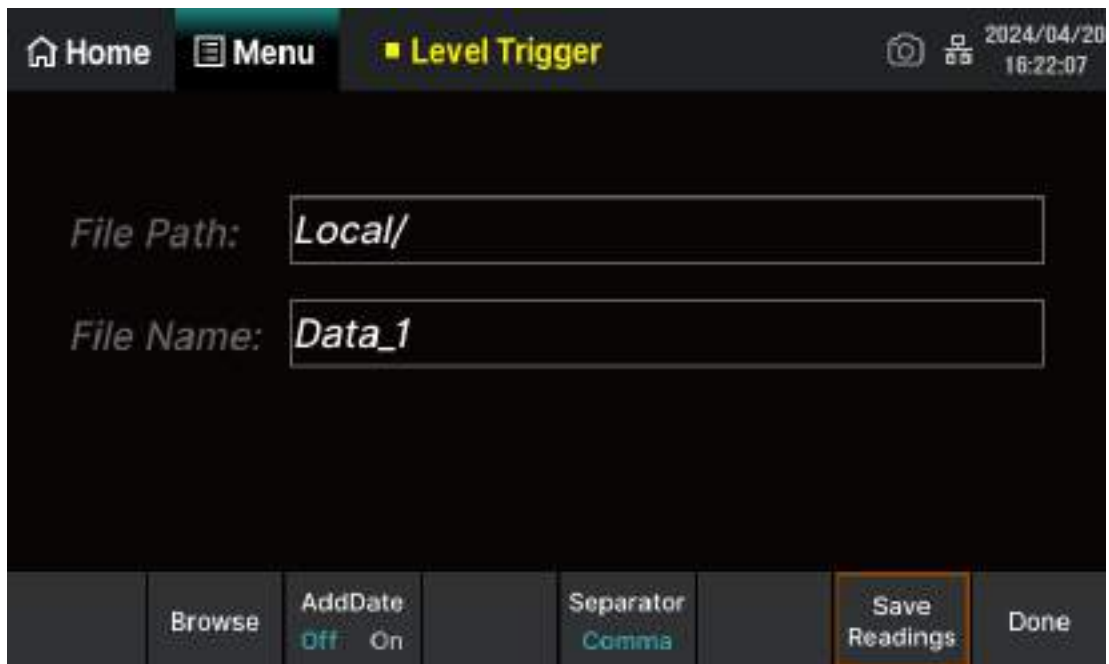 Home Menu Level Trigger 2024/04/20
16:22:07
File Path: Local/
File Name: Data_1
Browse AddDate Off On Separator Comma Save Readings Done